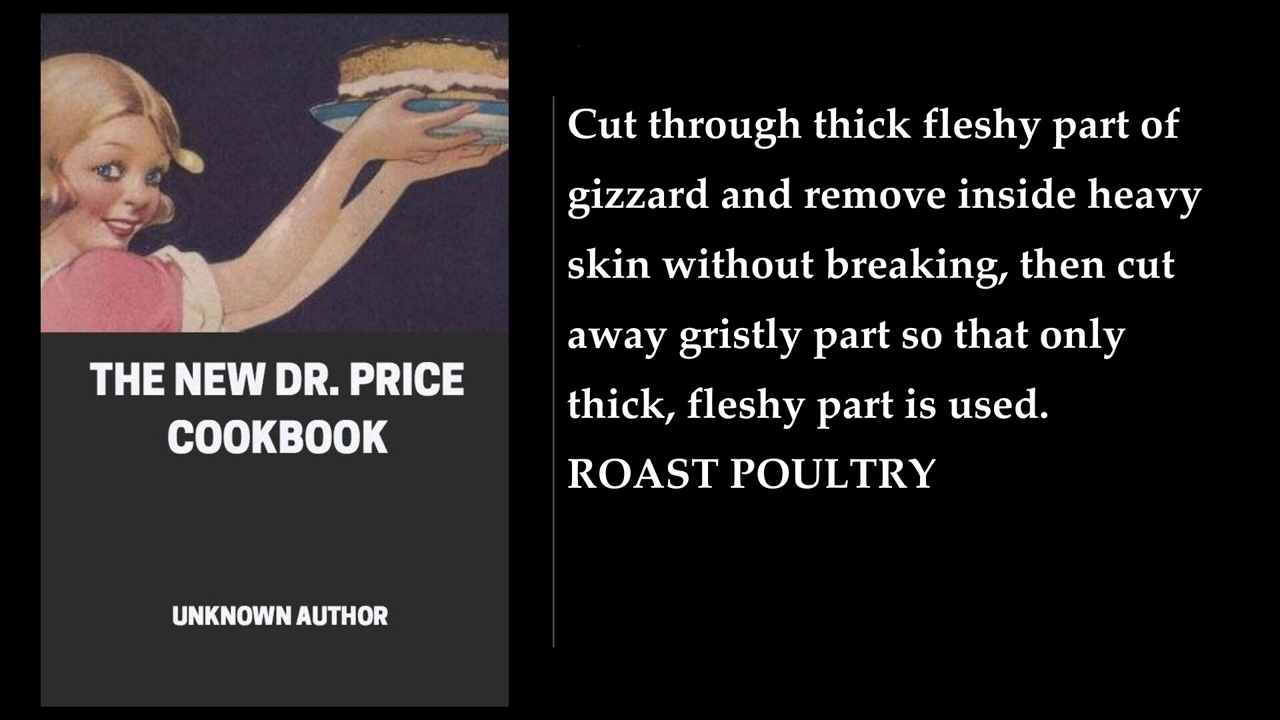 THE NEW DR. PRICE
COOKBOOK
UNKNOWN AUTHOR
Cut through thick fleshy part of
gizzard and remove inside heavy
skin without breaking, then cut
away gristly part so that only
thick, fleshy part is used.
ROAST POULTRY